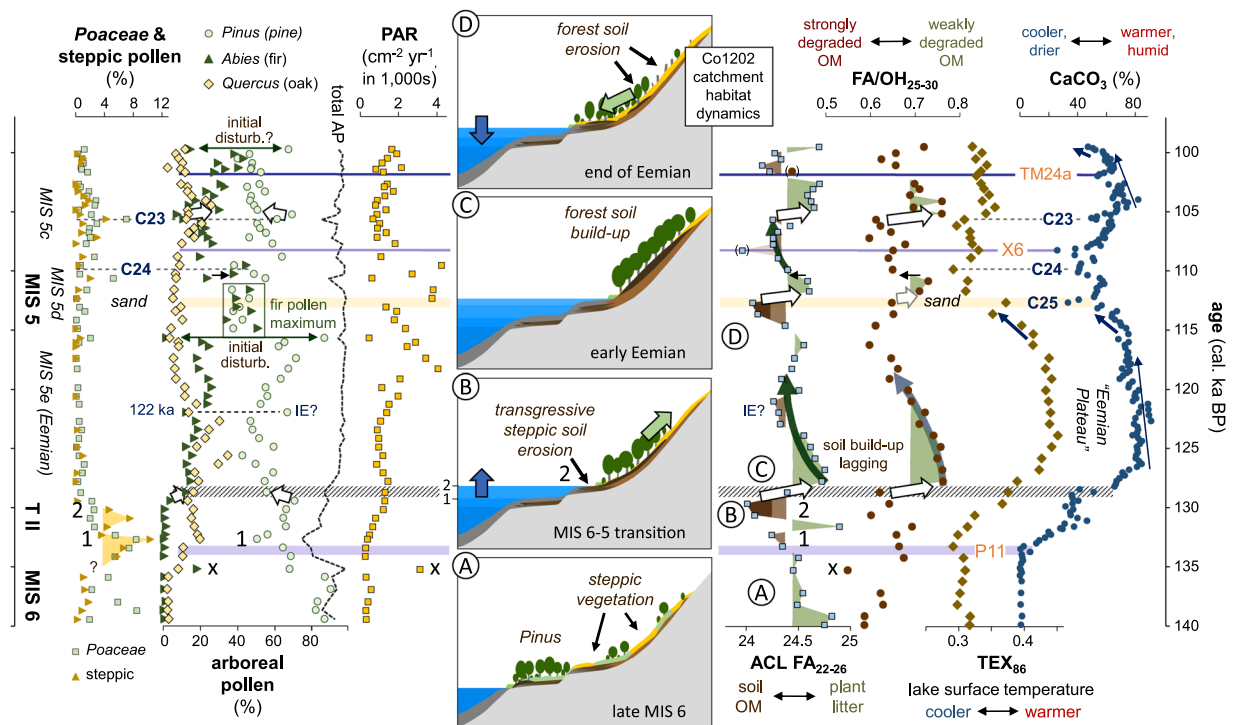 Poaceae &
steppic pollen
(%)
0 4 8 12
Pinus (pine)
Abies (fir)
Quercus (oak)
total AP
PAR
(cm-2 yr-1,
in 1,000s)
0 2 4
MIS 5c
MIS 5d
MIS 5e (Eemian)
MIS 5
T II
MIS 6
initial
disturb.?
C23
C24
sand
fir pollen
maximum
initial
disturb.
122 ka
IE?
2
1
1
?
X
X
0 20 40 60 80
arboreal
pollen
(%)
Poaceae
steppic
D
forest soil
erosion
Co1202
catchment
habitat
dynamics
end of Eemian
C
forest soil
build-up
early Eemian
B
transgressive
steppic soil
erosion
2
2
1
MIS 6-5 transition
A
Pinus
steppic
vegetation
late MIS 6
strongly
degraded
OM
weakly
degraded
OM
FA/OH25-30
0.5 0.6 0.7 0.8
cooler,
drier
warmer,
humid
CaCO3 (%)
0 40 80
(-)
TM24a
C23
(-)
X6
C24
sand
C25
D
IE?
"Eemian
Plateau"
soil build-up
lagging
C
B
2
1
P11
X
A
100
105
110
115
120
125
130
135
140
age (cal. ka BP)
24 24.5 25
ACL FA22-26
soil
OM
plant
litter
0.3 0.4
TEX86
lake surface temperature
cooler
warmer